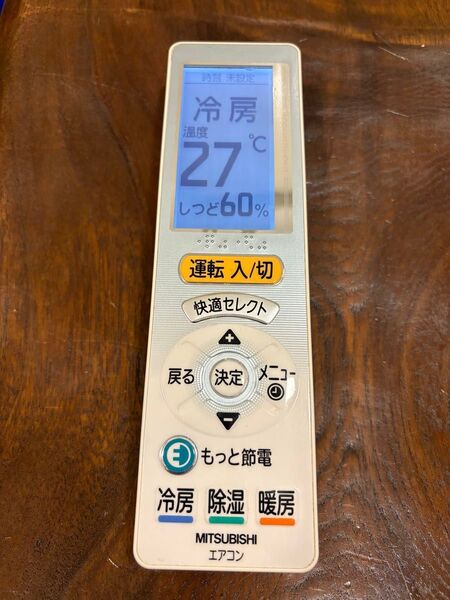 時刻 未設定
冷房
温度
27℃
しつど60%
運転 入/切
快適セレクト
+
戻る 決定 メニュー
−
E もっと節電
冷房 除湿 暖房
MITSUBISHI
エアコン